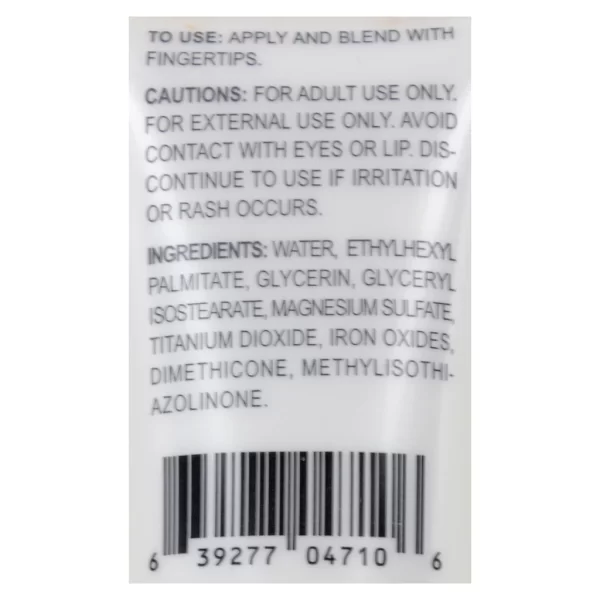 TO USE: APPLY AND BLEND WITH
FINGERTIPS.
CAUTIONS: FOR ADULT USE ONLY.
FOR EXTERNAL USE ONLY. AVOID
CONTACT WITH EYES OR LIP. DIS-
CONTINUE TO USE IF IRRITATION
OR RASH OCCURS.
INGREDIENTS: WATER, ETHYLHEXYL
PALMITATE, GLYCERIN, GLYCERYL
ISOSTEARATE, MAGNESIUM SULFATE,
TITANIUM DIOXIDE, IRON OXIDES,
DIMETHICONE, METHYLISOTHI-
AZOLINONE.
6 39277 04710 6